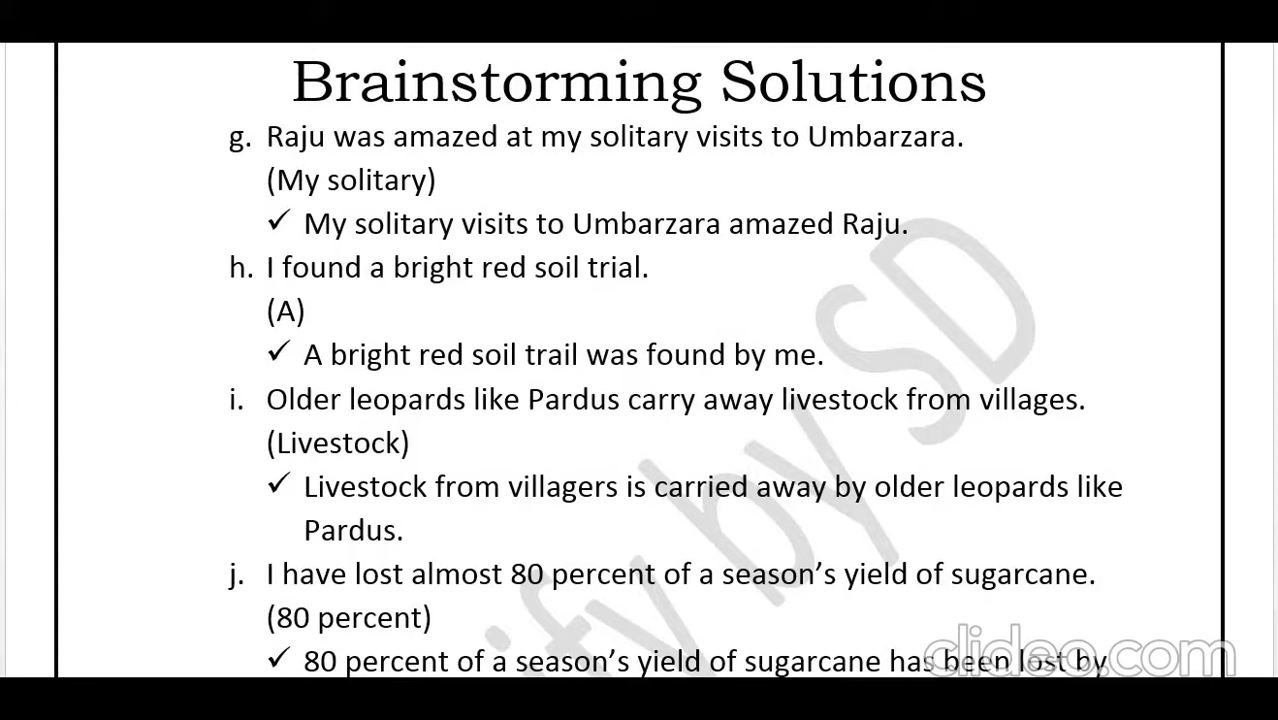 Brainstorming Solutions
g. Raju was amazed at my solitary visits to Umbarzara.
(My solitary)
✓ My solitary visits to Umbarzara amazed Raju.
h. I found a bright red soil trial.
(A)
✓ A bright red soil trail was found by me.
i. Older leopards like Pardus carry away livestock from villages.
(Livestock)
✓ Livestock from villagers is carried away by older leopards like
Pardus.
j. I have lost almost 80 percent of a season’s yield of sugarcane.
(80 percent)
✓ 80 percent of a season’s yield of sugarcane has been lost by
ify by SD
clideo.com